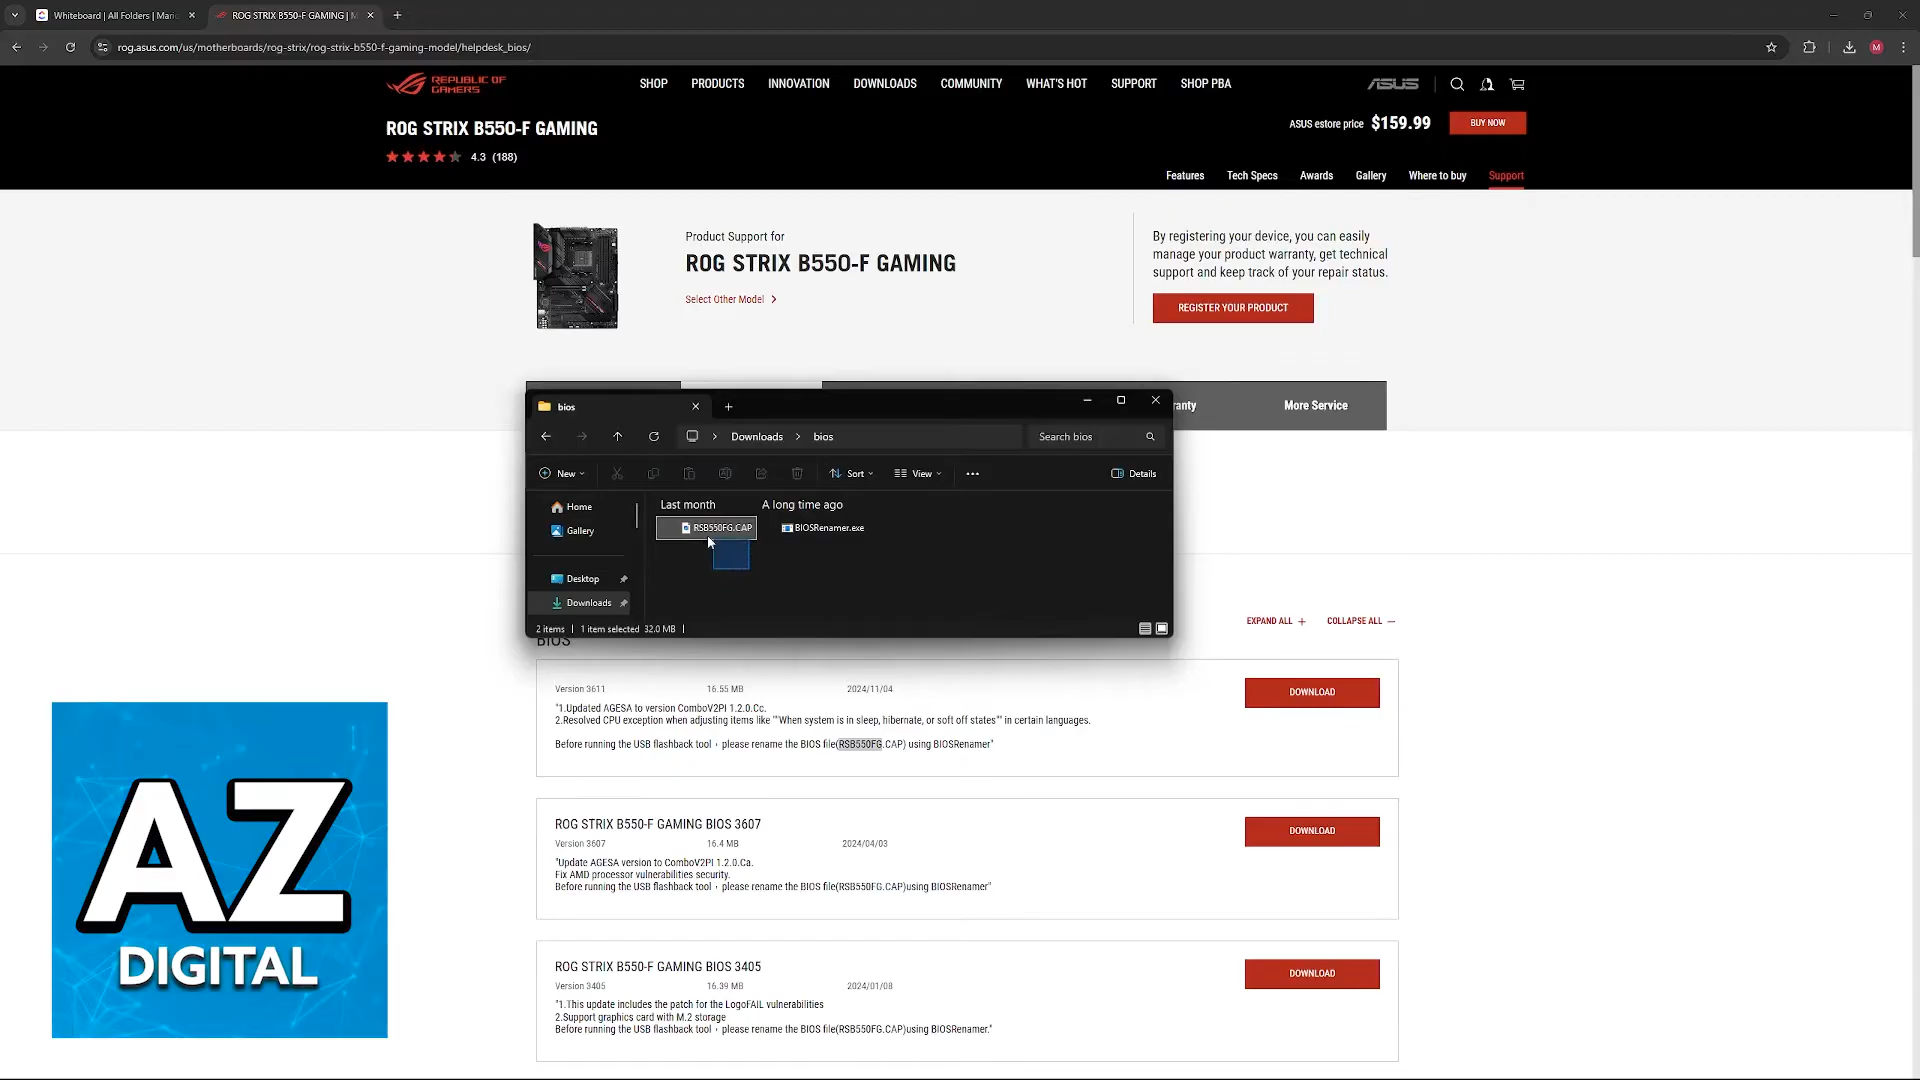 Whiteboard | All Folders | Mari
ROG STRIX B550-F GAMING | M
rog.asus.com/us/motherboards/rog-strix/rog-strix-b550-f-gaming-model/helpdesk_bios/
M
REPUBLIC OF
GAMERS
SHOP
PRODUCTS
INNOVATION
DOWNLOADS
COMMUNITY
WHAT'S HOT
SUPPORT
SHOP PBA
ASUS
ROG STRIX B550-F GAMING
ASUS estore price $159.99
BUY NOW
4.3 (188)
Features
Tech Specs
Awards
Gallery
Where to buy
Support
Product Support for
ROG STRIX B550-F GAMING
Select Other Model
By registering your device, you can easily
manage your product warranty, get technical
support and keep track of your repair status.
REGISTER YOUR PRODUCT
ranty
More Service
bios
Downloads
bios
Search bios
New
Sort
View
Details
Home
Gallery
Desktop
Downloads
Last month
A long time ago
RSB550FG.CAP
BIOSRenamer.exe
2 items
1 item selected 32.0 MB
EXPAND ALL +
COLLAPSE ALL —
BIOS
Version 3611
16.55 MB
2024/11/04
DOWNLOAD
"1.Updated AGESA to version ComboV2PI 1.2.0.Cc.
2.Resolved CPU exception when adjusting items like ""When system is in sleep, hibernate, or soft off states"" in certain languages.
Before running the USB flashback tool，please rename the BIOS file(RSB550FG.CAP) using BIOSRenamer"
ROG STRIX B550-F GAMING BIOS 3607
Version 3607
16.4 MB
2024/04/03
DOWNLOAD
"Update AGESA version to ComboV2PI 1.2.0.Ca.
Fix AMD processor vulnerabilities security.
Before running the USB flashback tool，please rename the BIOS file(RSB550FG.CAP)using BIOSRenamer"
ROG STRIX B550-F GAMING BIOS 3405
Version 3405
16.39 MB
2024/01/08
DOWNLOAD
"1.This update includes the patch for the LogoFAIL vulnerabilities
2.Support graphics card with M.2 storage
Before running the USB flashback tool，please rename the BIOS file(RSB550FG.CAP)using BIOSRenamer."
AZ
DIGITAL